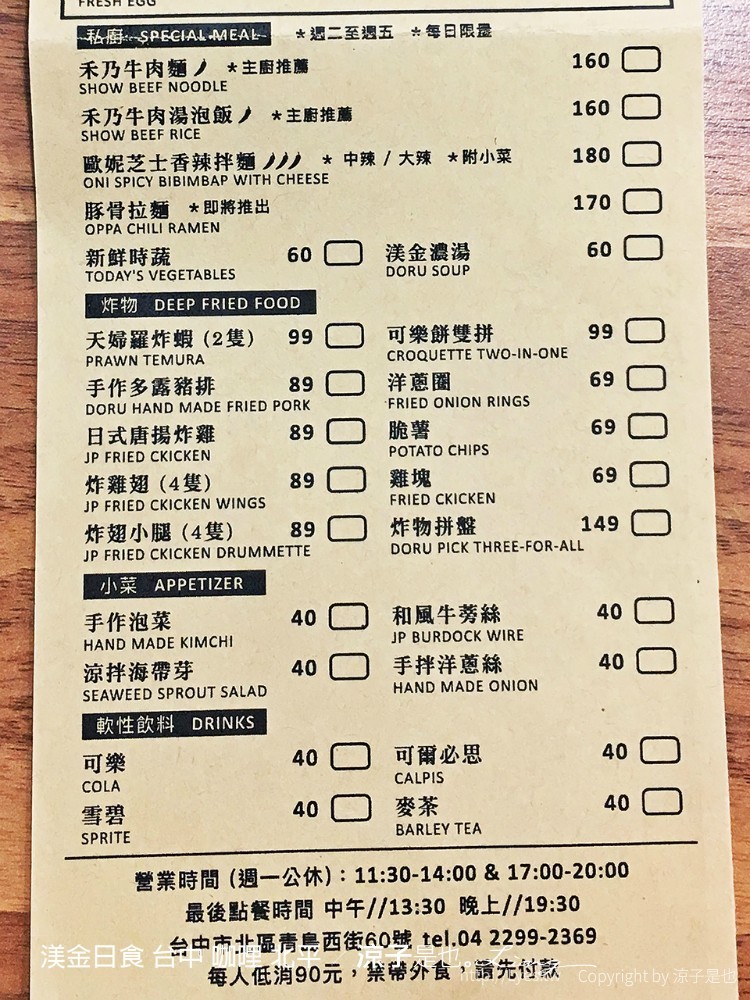 FRESH EGG
私廚 SPECIAL MEAL *週二至週五 *每日限量
禾乃牛肉麵 *主廚推薦 160
SHOW BEEF NOODLE
禾乃牛肉湯泡飯 *主廚推薦 160
SHOW BEEF RICE
歐妮芝士香辣拌麵 * 中辣 / 大辣 *附小菜 180
ONI SPICY BIBIMBAP WITH CHEESE
豚骨拉麵 *即將推出 170
OPPA CHILI RAMEN
新鮮時蔬 60 渼金濃湯 60
TODAY'S VEGETABLES DORU SOUP
炸物 DEEP FRIED FOOD
天婦羅炸蝦 (2隻) 99 可樂餅雙拼 99
PRAWN TEMURA CROQUETTE TWO-IN-ONE
手作多露豬排 89 洋蔥圈 69
DORU HAND MADE FRIED PORK FRIED ONION RINGS
日式唐揚炸雞 89 脆薯 69
JP FRIED CKICKEN POTATO CHIPS
炸雞翅 (4隻) 89 雞塊 69
JP FRIED CKICKEN WINGS FRIED CKICKEN
炸翅小腿 (4隻) 89 炸物拼盤 149
JP FRIED CKICKEN DRUMMETTE DORU PICK THREE-FOR-ALL
小菜 APPETIZER
手作泡菜 40 和風牛蒡絲 40
HAND MADE KIMCHI JP BURDOCK WIRE
涼拌海帶芽 40 手拌洋蔥絲 40
SEAWEED SPROUT SALAD HAND MADE ONION
軟性飲料 DRINKS
可樂 40 可爾必思 40
COLA CALPIS
雪碧 40 麥茶 40
SPRITE BARLEY TEA
營業時間 (週一公休)：11:30-14:00 & 17:00-20:00
最後點餐時間 中午//13:30 晚上//19:30
台中市北區青島西街60號 tel.04 2299-2369
渼金日食 台中 咖哩 北平 涼子是也
每人低消90元，禁帶外食，請先付款
Copyright by 涼子是也